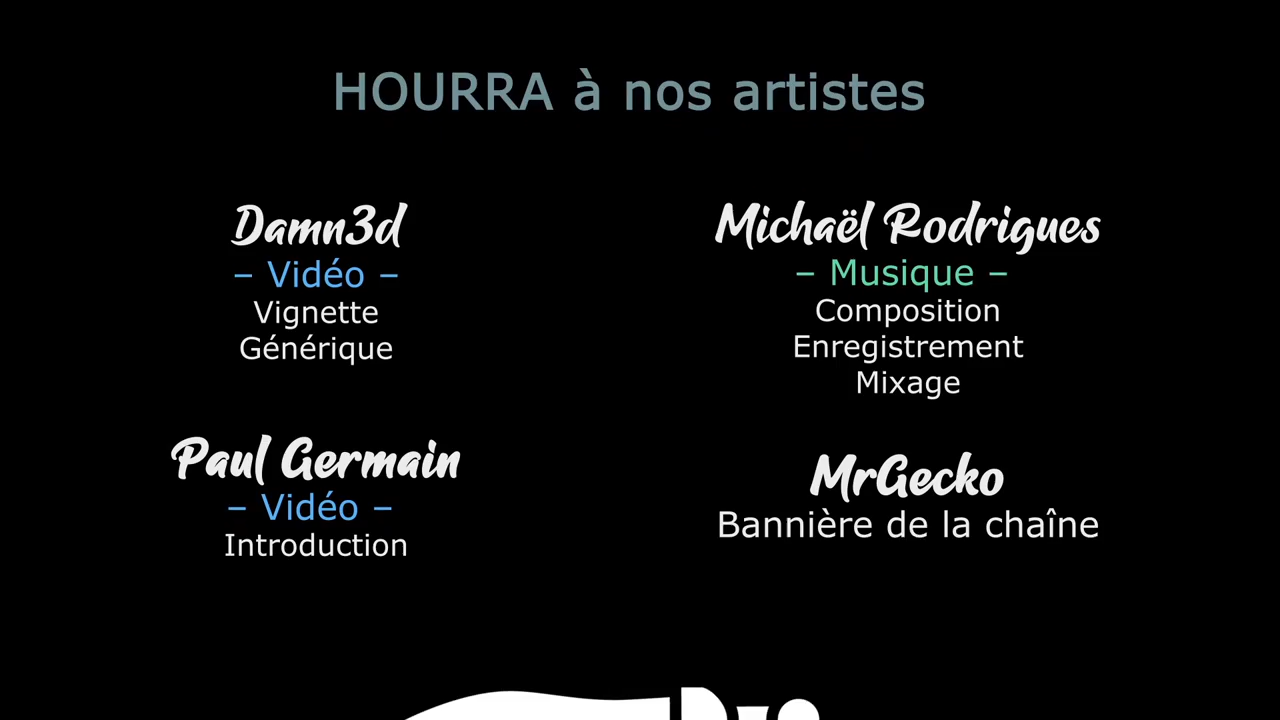 HOURRA à nos artistes
Damn3d
– Vidéo –
Vignette
Générique
Michaël Rodrigues
– Musique –
Composition
Enregistrement
Mixage
Paul Germain
– Vidéo –
Introduction
MrGecko
Bannière de la chaîne